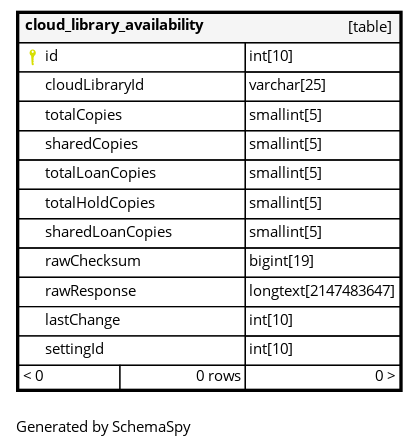 cloud_library_availability [table]
id int[10]
cloudLibraryId varchar[25]
totalCopies smallint[5]
sharedCopies smallint[5]
totalLoanCopies smallint[5]
totalHoldCopies smallint[5]
sharedLoanCopies smallint[5]
rawChecksum bigint[19]
rawResponse longtext[2147483647]
lastChange int[10]
settingId int[10]
< 0 0 rows 0 >
Generated by SchemaSpy